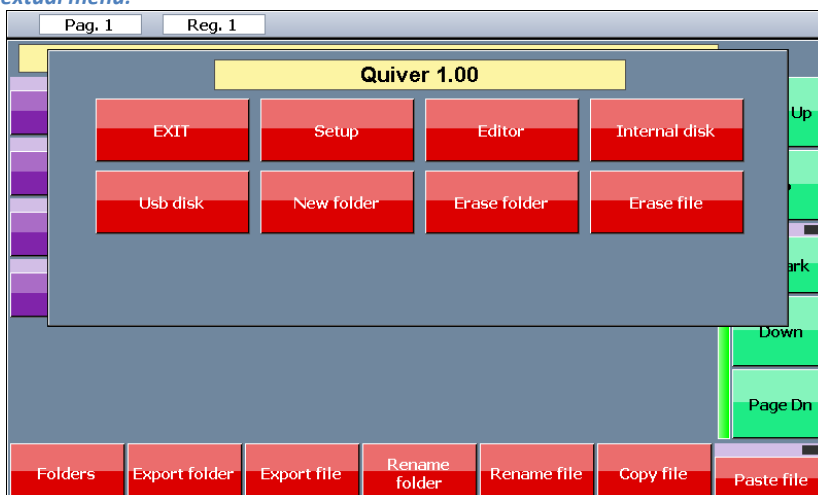 extual menu.
Pag. 1 Reg. 1
Quiver 1.00
EXIT Setup Editor Internal disk
Usb disk New folder Erase folder Erase file
Up
ark
Down
Page Dn
Folders Export folder Export file Rename folder Rename file Copy file Paste file